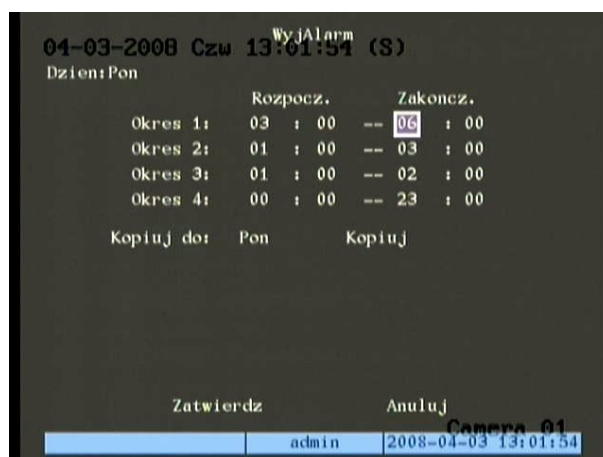 WyjAlarm
04-03-2008 Czw 13:01:54 (S)
Dzien:Pon
Rozpocz. Zakoncz.
Okres 1: 03 : 00 -- 06 : 00
Okres 2: 01 : 00 -- 03 : 00
Okres 3: 01 : 00 -- 02 : 00
Okres 4: 00 : 00 -- 23 : 00
Kopiuj do: Pon Kopiuj
Zatwierdz Anuluj
Camera 01
admin 2008-04-03 13:01:54